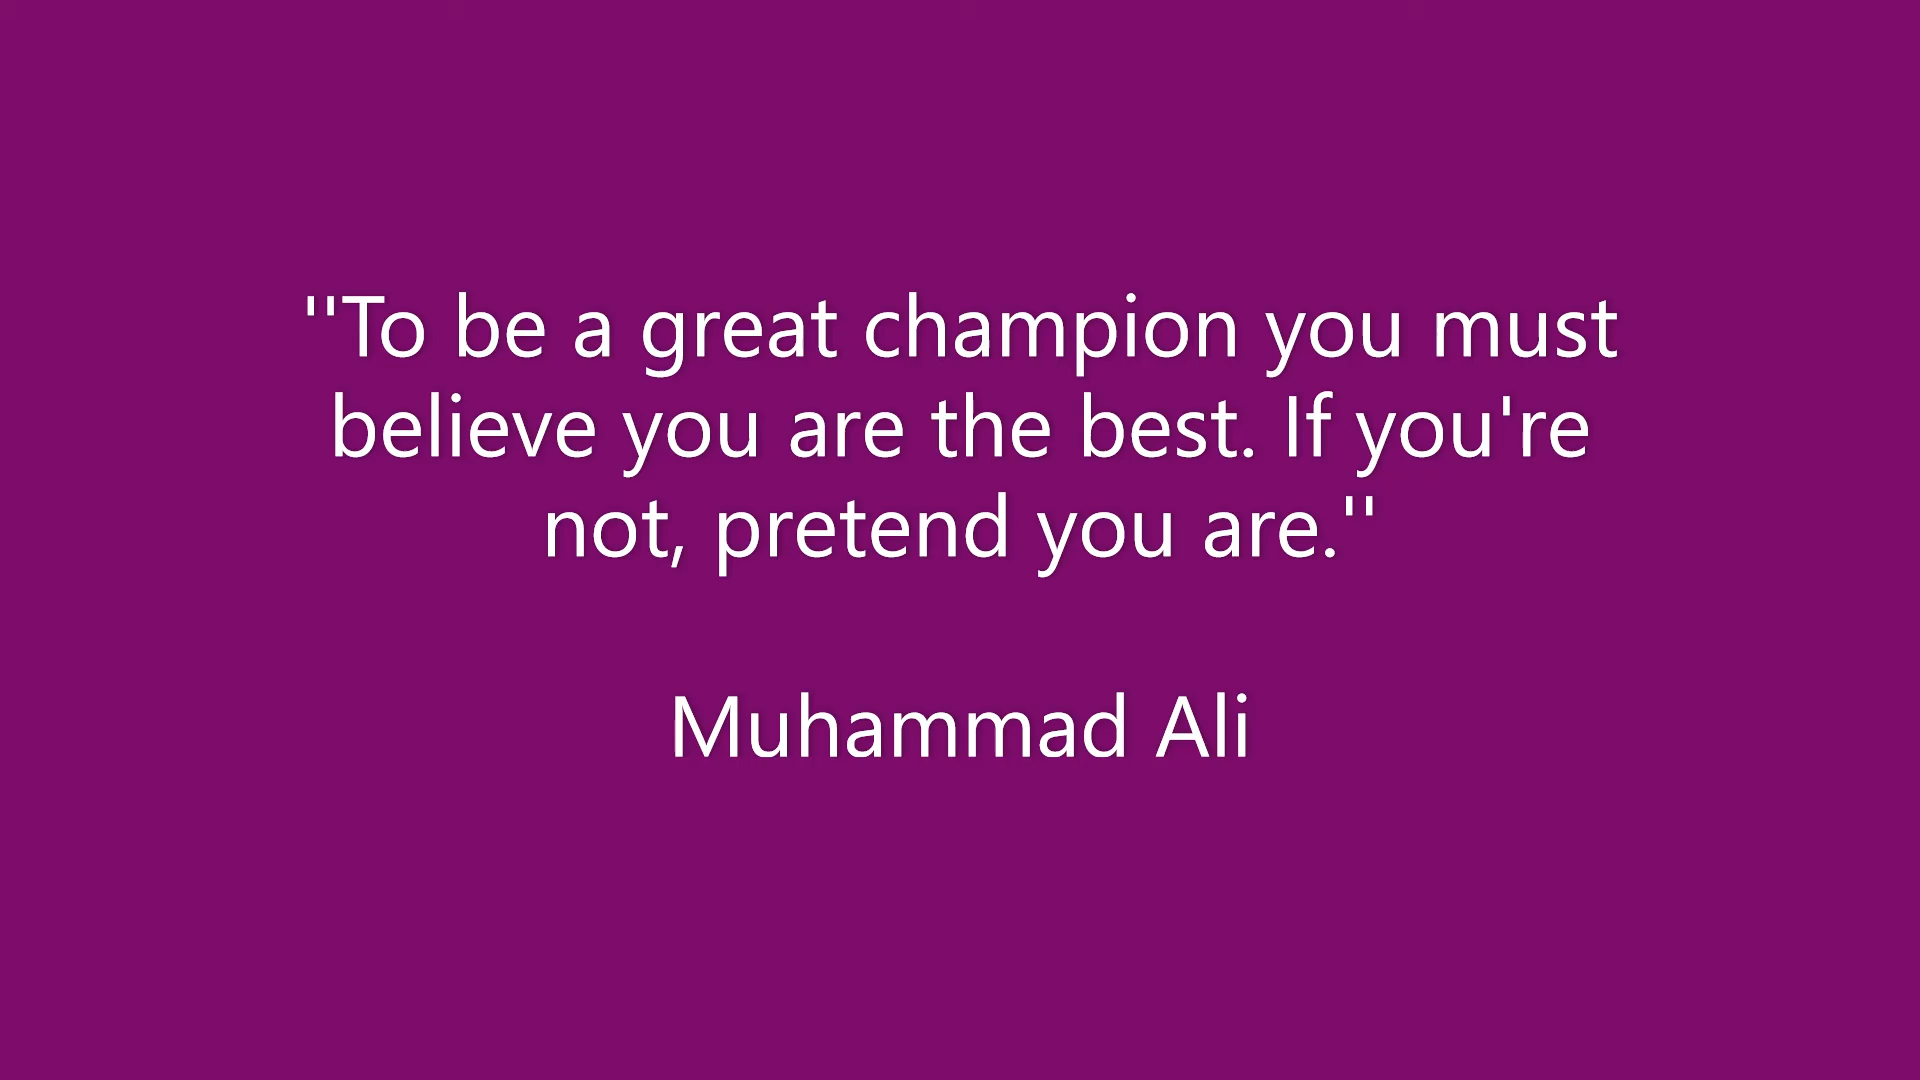 "To be a great champion you must
believe you are the best. If you're
not, pretend you are."
Muhammad Ali